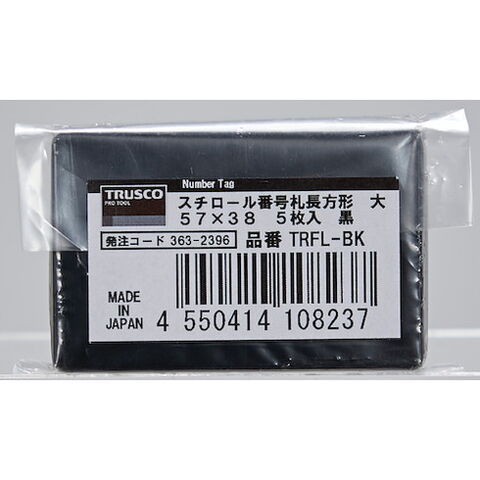 Number Tag
TRUSCO
PRO TOOL
スチロール番号札長方形 大
57×38 5枚入 黒
発注コード 363-2396 品番 TRFL-BK
MADE IN JAPAN
4 550414 108237